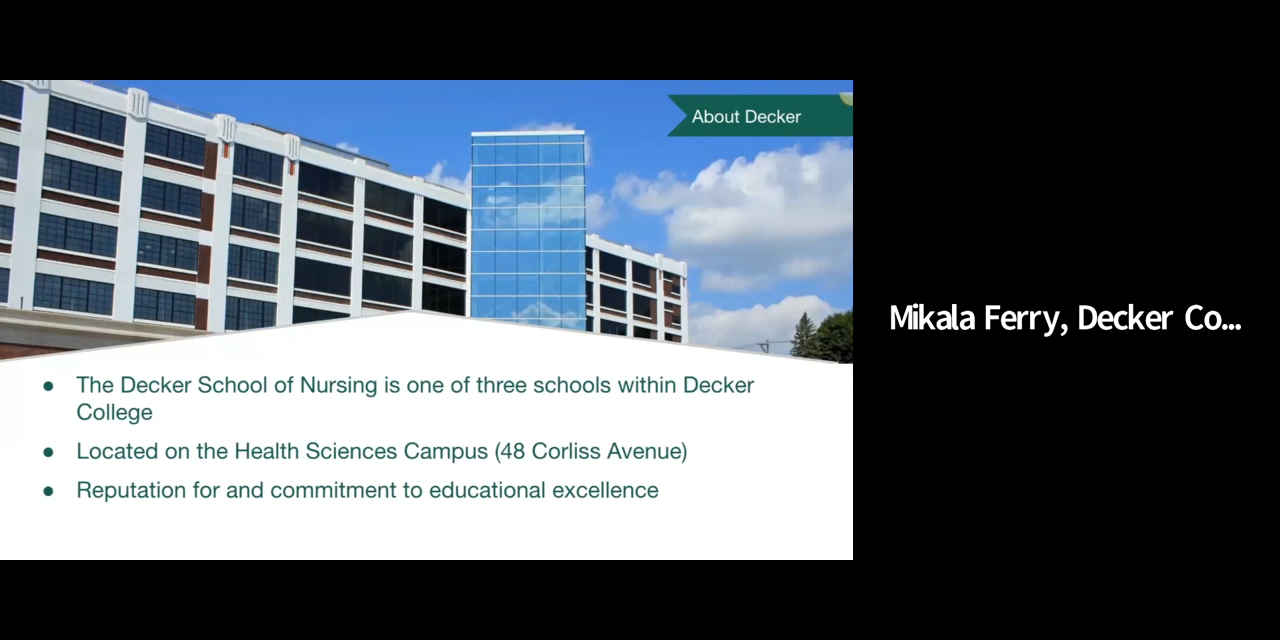 About Decker
● The Decker School of Nursing is one of three schools within Decker
College
● Located on the Health Sciences Campus (48 Corliss Avenue)
● Reputation for and commitment to educational excellence
Mikala Ferry, Decker Co...